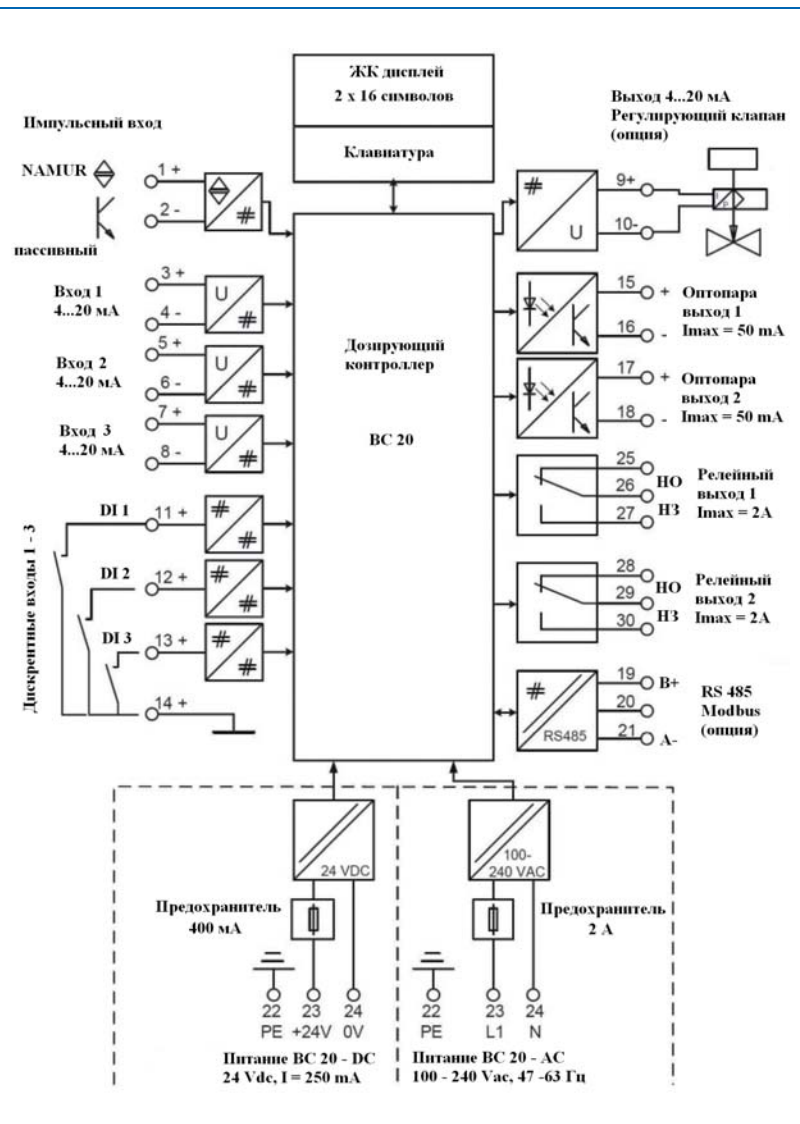 ЖК дисплей
2 x 16 символов
Клавиатура
Импульсный вход
NAMUR
1 +
2 -
пассивный
#
Вход 1
4...20 мА
3 +
4 -
U
#
Вход 2
4...20 мА
5 +
6 -
U
#
Вход 3
4...20 мА
7 +
8 -
U
#
Дискрентные входы 1 - 3
DI 1
11 +
#
#
DI 2
12 +
#
#
DI 3
13 +
#
#
14 +
Дозирующий
контроллер
ВС 20
Выход 4...20 мА
Регулирующий клапан
(опция)
#
U
9+
10-
15
+
16
-
Оптопара
выход 1
Imax = 50 mA
17
+
18
-
Оптопара
выход 2
Imax = 50 mA
25
26
27
НО
НЗ
Релейный
выход 1
Imax = 2A
28
29
30
НО
НЗ
Релейный
выход 2
Imax = 2A
#
RS485
19
B+
20
21
A-
RS 485
Modbus
(опция)
24 VDC
Предохранитель
400 мА
22
23
24
PE
+24V
0V
Питание ВС 20 - DC
24 Vdc, I = 250 mA
100-
240 VAC
Предохранитель
2 А
22
23
24
PE
L1
N
Питание ВС 20 - AC
100 - 240 Vac, 47 -63 Гц